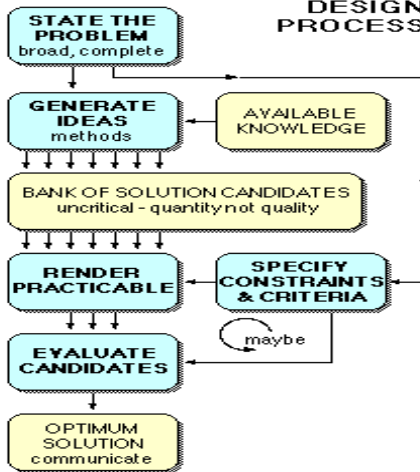 DESIGN
PROCESS
STATE THE
PROBLEM
broad, complete
GENERATE
IDEAS
methods
AVAILABLE
KNOWLEDGE
BANK OF SOLUTION CANDIDATES
uncritical - quantity not quality
RENDER
PRACTICABLE
SPECIFY
CONSTRAINTS
& CRITERIA
maybe
EVALUATE
CANDIDATES
OPTIMUM
SOLUTION
communicate